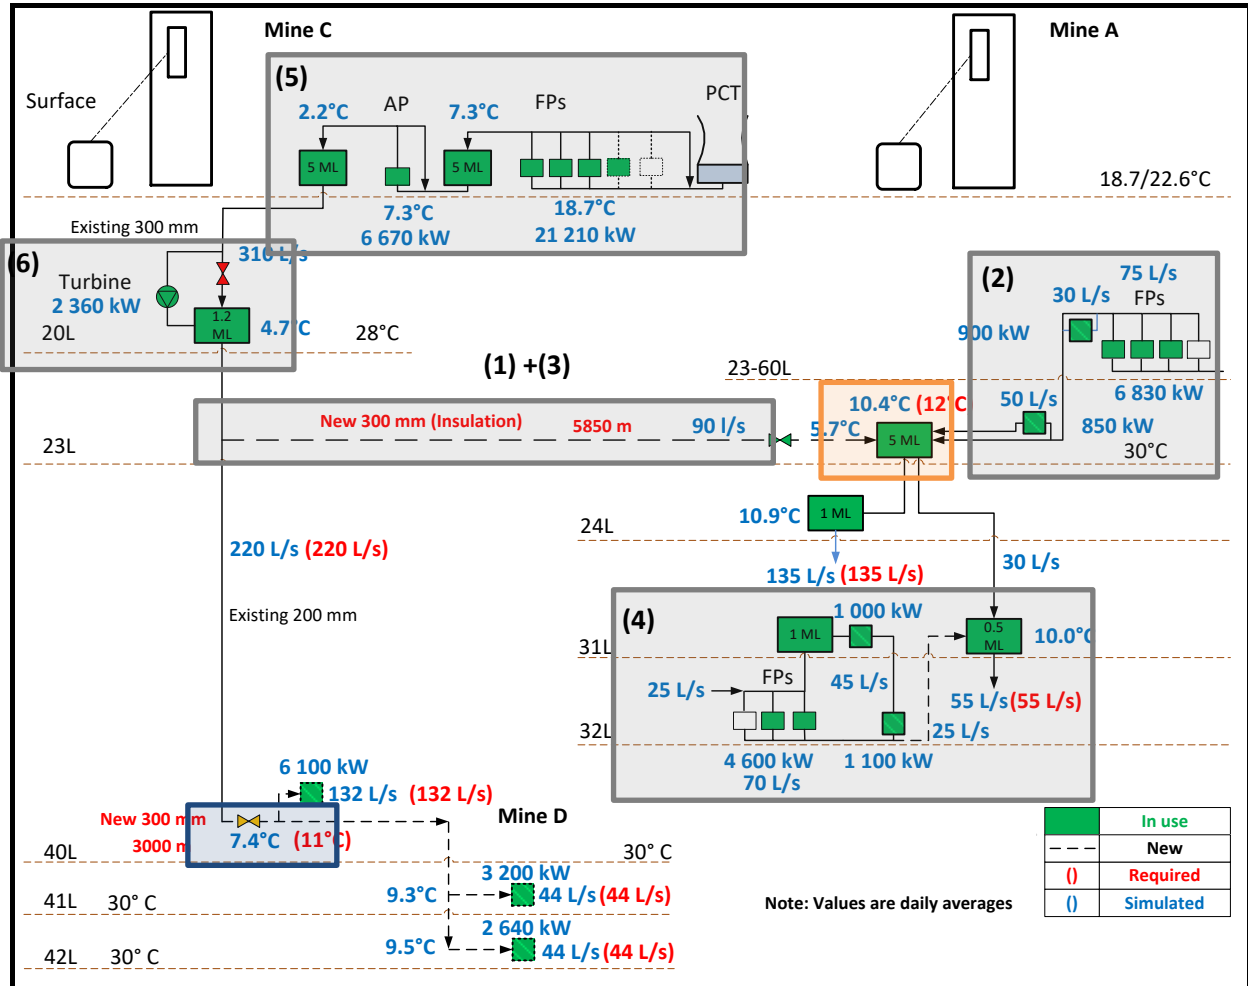 Mine C
Mine A
Surface
(5)
2.2°C
AP
7.3°C
FPs
PCT
5 ML
5 ML
7.3°C
6 670 kW
18.7°C
21 210 kW
18.7/22.6°C
Existing 300 mm
(6)
310 L/s
Turbine
2 360 kW
1.2
ML
4.7°C
20L
28°C
(2)
75 L/s
30 L/s
FPs
900 kW
6 830 kW
50 L/s
850 kW
30°C
(1) +(3)
23-60L
10.4°C (12°C)
New 300 mm (Insulation)
5850 m
90 l/s
5.7°C
5 ML
23L
10.9°C
1 ML
24L
135 L/s (135 L/s)
30 L/s
220 L/s (220 L/s)
Existing 200 mm
(4)
1 000 kW
1 ML
0.5
ML
10.0°C
31L
FPs
25 L/s
45 L/s
55 L/s (55 L/s)
32L
25 L/s
4 600 kW
70 L/s
1 100 kW
6 100 kW
132 L/s (132 L/s)
New 300 mm
3000 m
7.4°C (11°C)
Mine D
40L
30° C
3 200 kW
9.3°C
44 L/s (44 L/s)
41L
30° C
2 640 kW
9.5°C
44 L/s (44 L/s)
42L
30° C
Note: Values are daily averages
In use
New
() Required
() Simulated